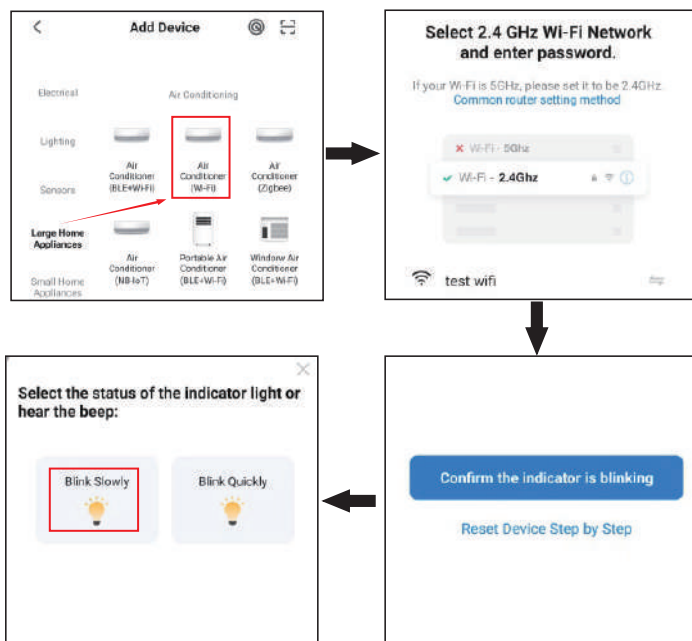 Add Device
Electrical
Air Conditioning
Lighting
Air
Conditioner
(BLE+Wi-Fi)
Air
Conditioner
(Wi-Fi)
Air
Conditioner
(Zigbee)
Sensors
Large Home
Appliances
Air
Conditioner
(NB-IoT)
Portable Air
Conditioner
(BLE+Wi-Fi)
Window Air
Conditioner
(BLE+Wi-Fi)
Small Home
Appliances
Select 2.4 GHz Wi-Fi Network
and enter password.
If your Wi-Fi is 5GHz, please set it to be 2.4GHz.
Common router setting method
Wi-Fi - 5Ghz
Wi-Fi - 2.4Ghz
test wifi
Confirm the indicator is blinking
Reset Device Step by Step
Select the status of the indicator light or
hear the beep:
Blink Slowly
Blink Quickly